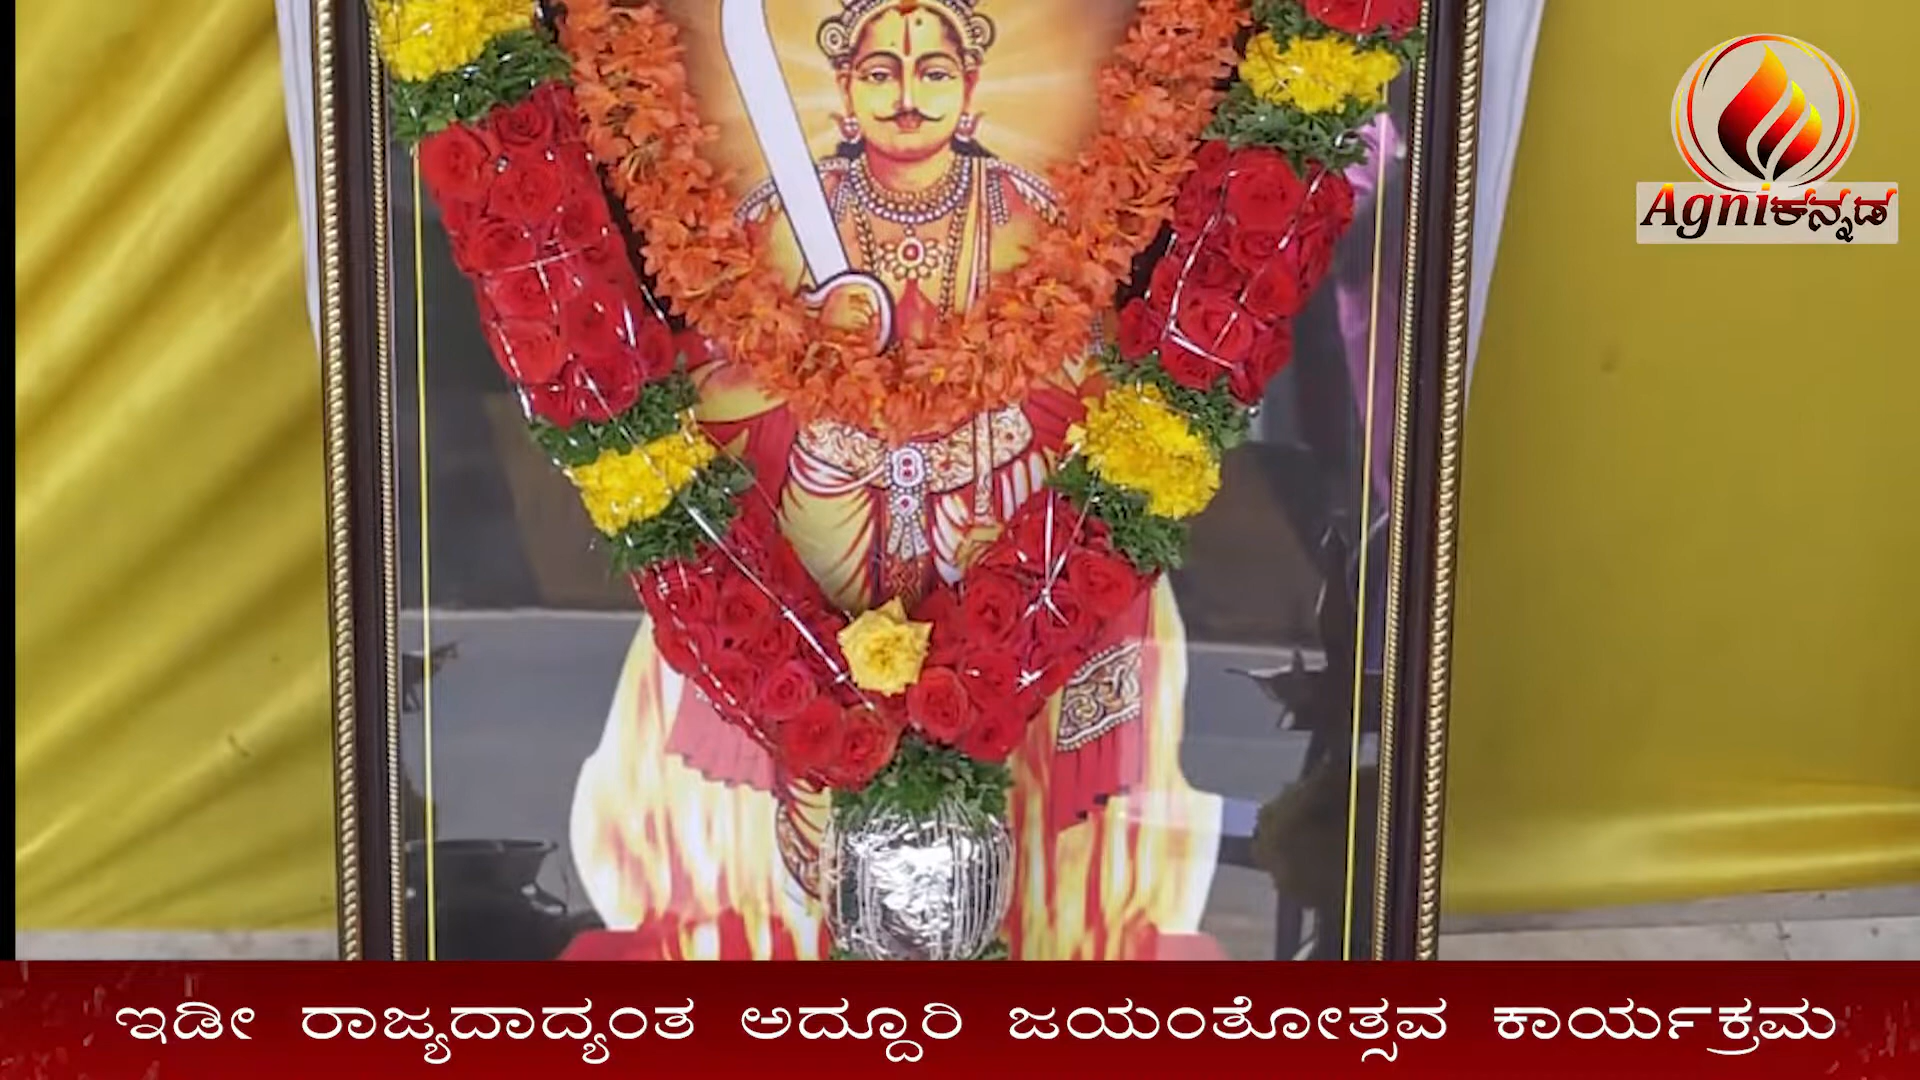 Agniಕನ್ನಡ
ಇಡೀ ರಾಜ್ಯದಾದ್ಯಂತ ಅದ್ದೂರಿ ಜಯಂತೋತ್ಸವ ಕಾರ್ಯಕ್ರಮ